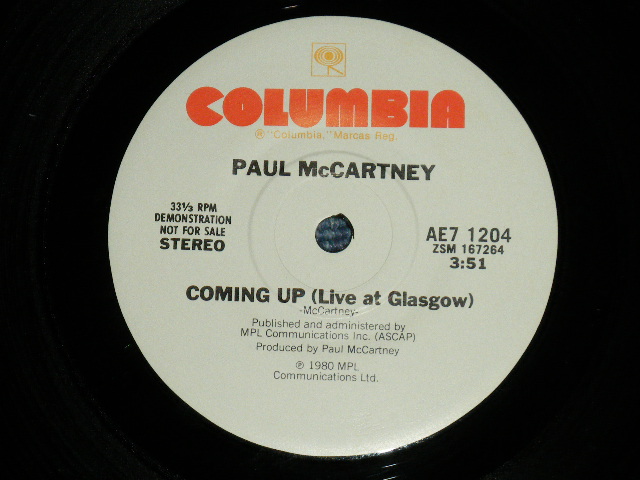 COLUMBIA
® "Columbia," Marcas Reg.
PAUL McCARTNEY
33⅓ RPM
DEMONSTRATION
NOT FOR SALE
STEREO
AE7 1204
ZSM 167264
3:51
COMING UP (Live at Glasgow)
-McCartney-
Published and administered by
MPL Communications Inc. (ASCAP)
Produced by Paul McCartney
℗ 1980 MPL
Communications Ltd.